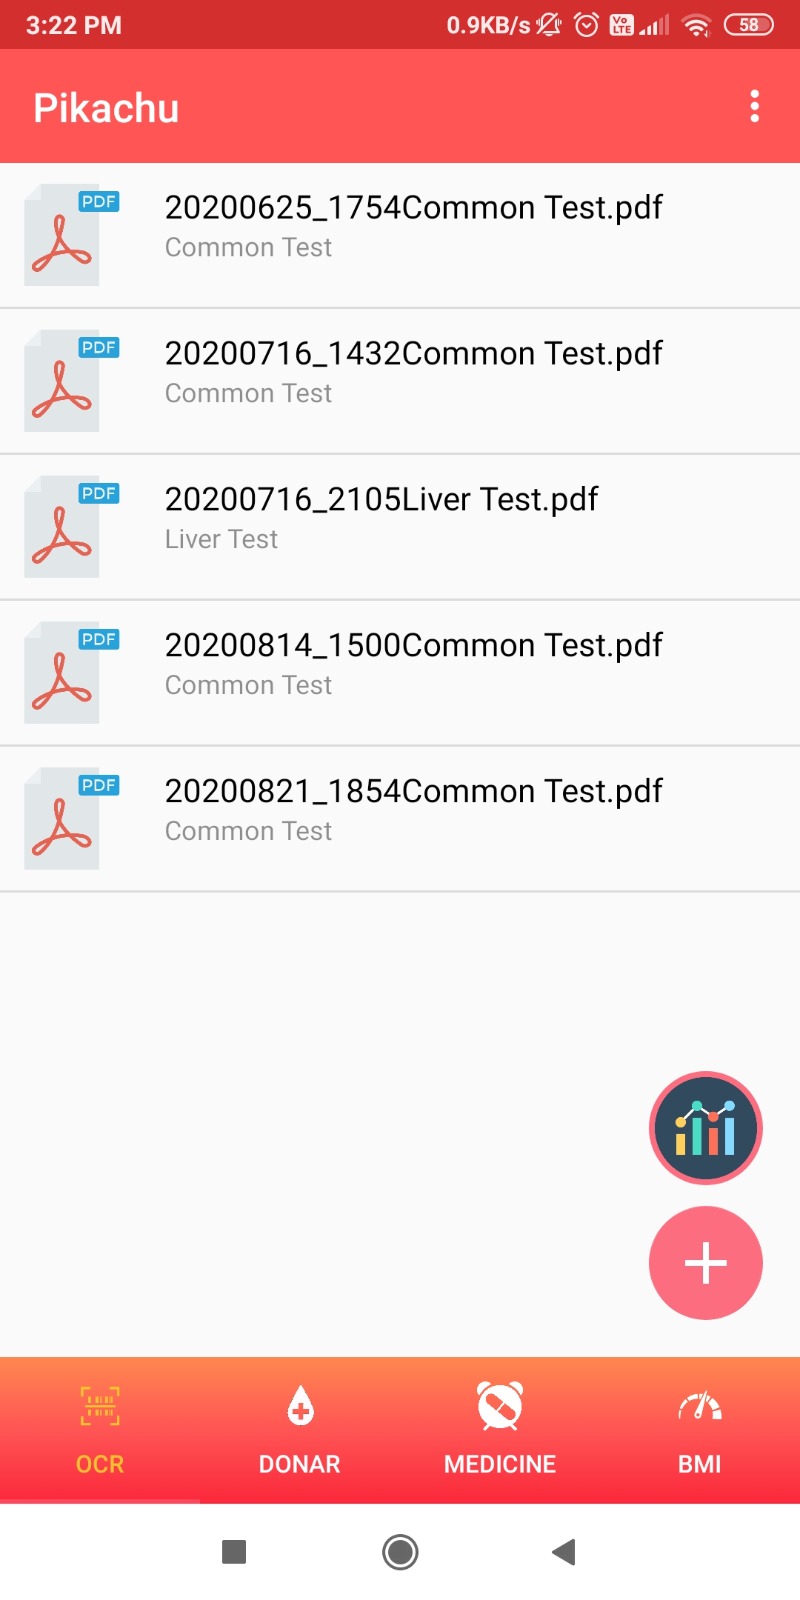 3:22 PM 0.9KB/s Vo LTE 58
Pikachu
PDF
20200625_1754Common Test.pdf
Common Test
PDF
20200716_1432Common Test.pdf
Common Test
PDF
20200716_2105Liver Test.pdf
Liver Test
PDF
20200814_1500Common Test.pdf
Common Test
PDF
20200821_1854Common Test.pdf
Common Test
OCR DONAR MEDICINE BMI